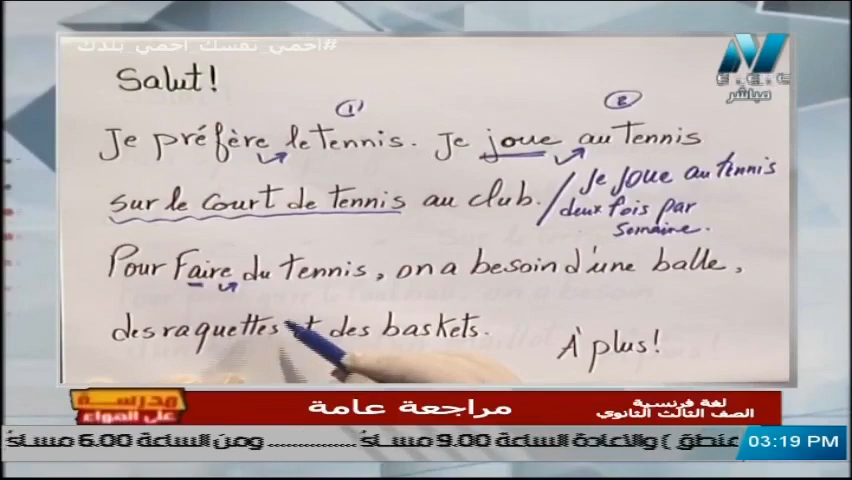 #احمي نفسك احمي بلدك
Salut!
E.E.C
مباشر
① ②
Je préfère le tennis. Je joue au Tennis
sur le Court de tennis au club. / Je joue au tennis
deux fois par
semaine.
Pour Faire du tennis, on a besoin d'une balle,
des raquettes et des baskets.
À plus!
مدرسة
على الهواء
مراجعة عامة
لغة فرنسية
الصف الثالث الثانوي
منطق ) والاعادة الساعة 9.00 مساءً .................... ومن الساعة 6.00 مساءً
03:19 PM